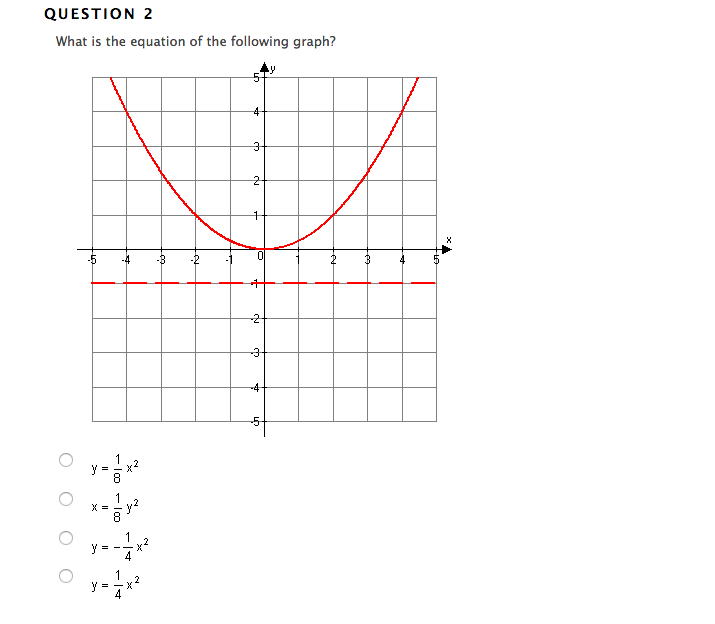 QUESTION 2
What is the equation of the following graph?
y
5
4
3
2
1
x
-5 -4 -3 -2 -1 0 1 2 3 4 5
-1
-2
-3
-4
-5
y = 1/8 x²
x = 1/8 y²
y = -1/4 x²
y = 1/4 x²